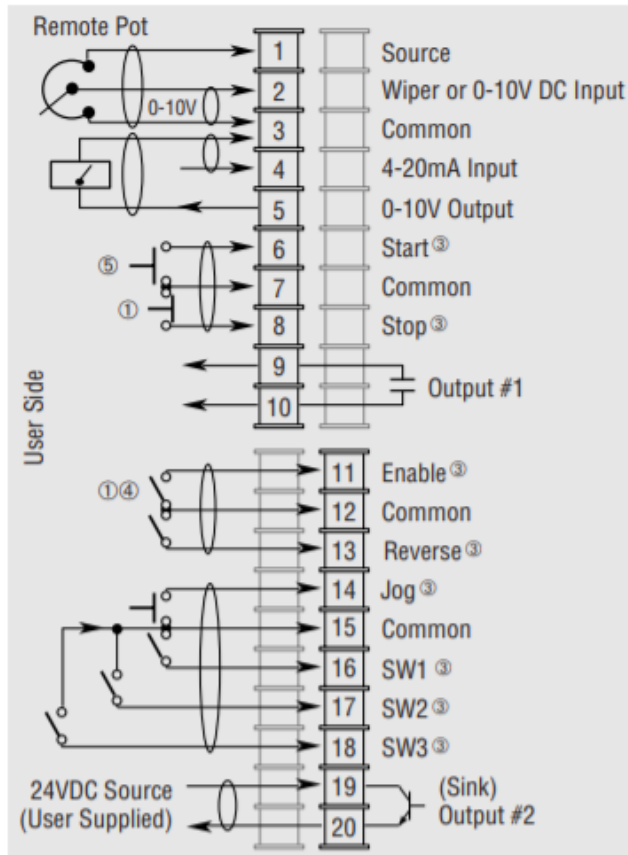 Remote Pot
1 Source
0-10V 2 Wiper or 0-10V DC Input
3 Common
4 4-20mA Input
5 0-10V Output
6 Start ③
⑤ 7 Common
① 8 Stop ③
9
Output #1
10
User Side
11 Enable ③
①④ 12 Common
13 Reverse ③
14 Jog ③
15 Common
16 SW1 ③
17 SW2 ③
18 SW3 ③
24VDC Source 19 (Sink)
(User Supplied) 20 Output #2